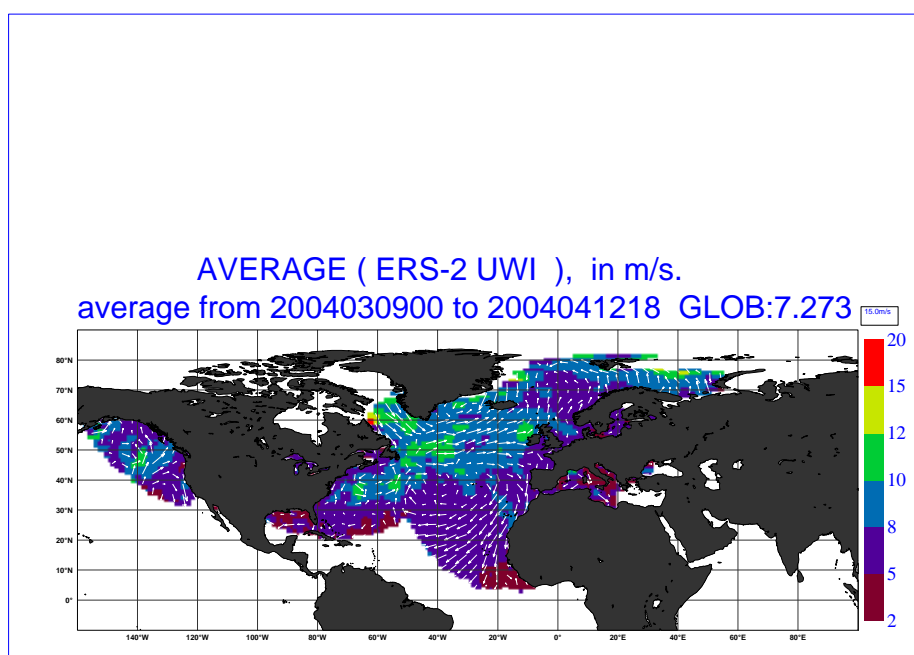 AVERAGE ( ERS-2 UWI ), in m/s.
average from 2004030900 to 2004041218 GLOB:7.273
15.0m/s
20
15
12
10
8
5
2
80°N
70°N
60°N
50°N
40°N
30°N
20°N
10°N
0°
140°W 120°W 100°W 80°W 60°W 40°W 20°W 0° 20°E 40°E 60°E 80°E